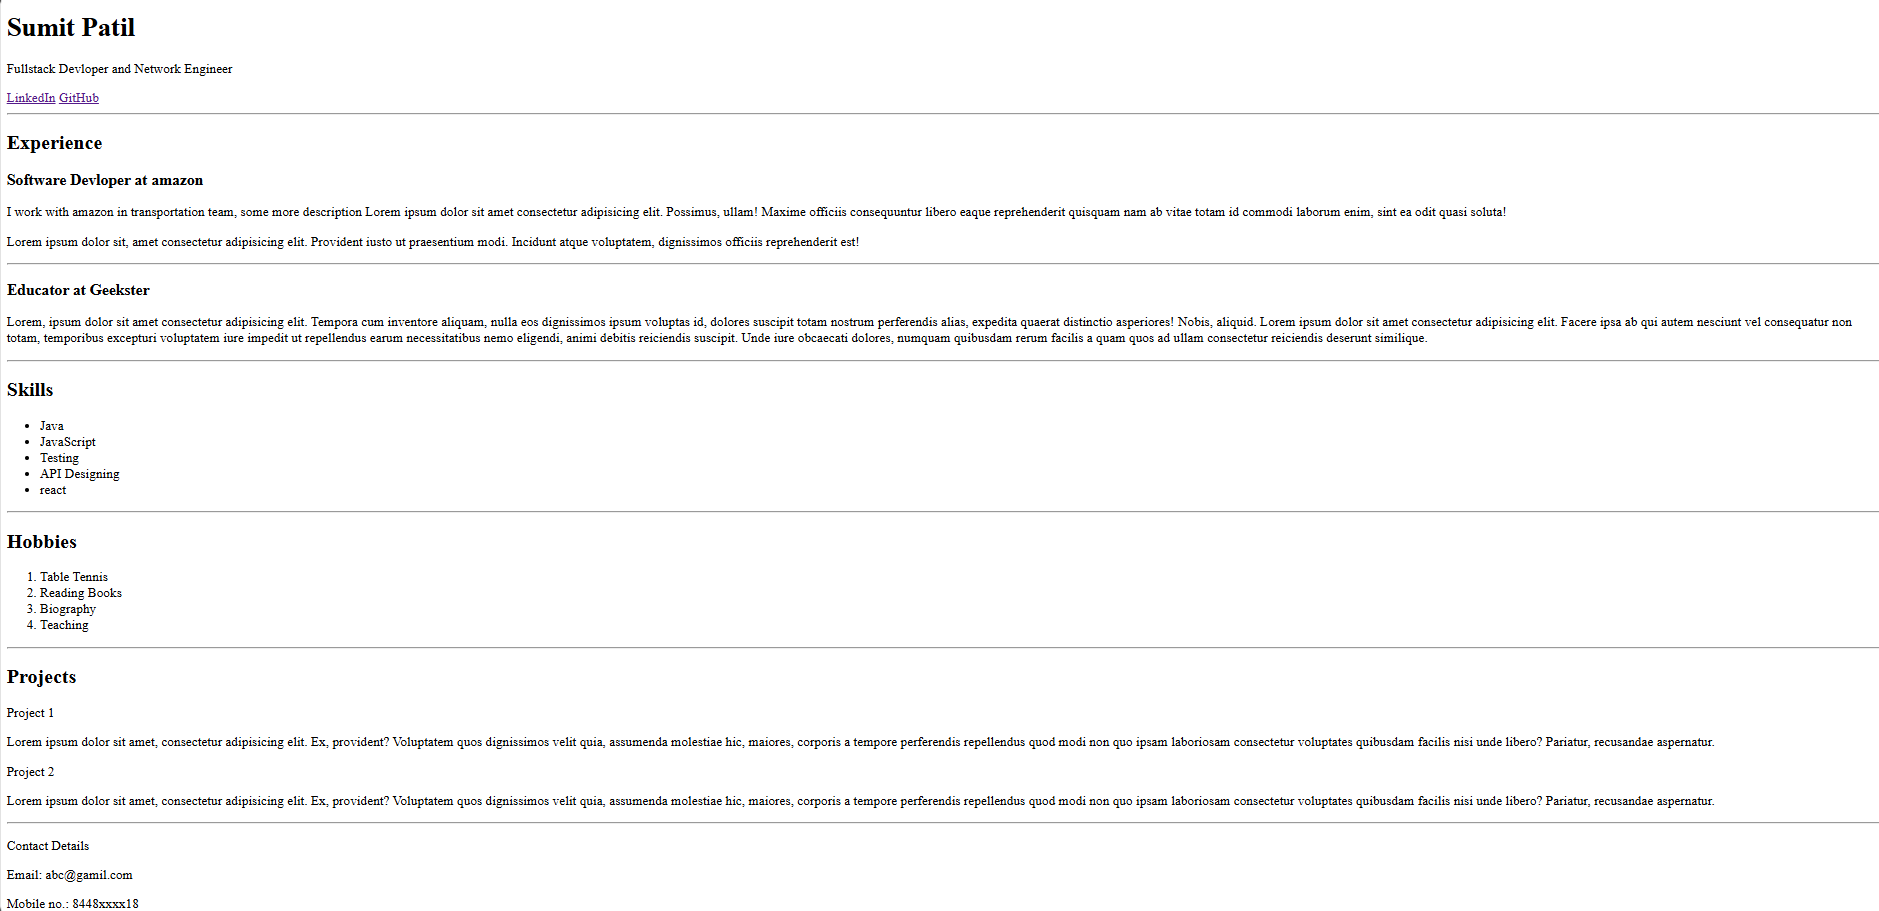 Sumit Patil
Fullstack Devloper and Network Engineer
LinkedIn GitHub
Experience
Software Devloper at amazon
I work with amazon in transportation team, some more description Lorem ipsum dolor sit amet consectetur adipisicing elit. Possimus, ullam! Maxime officiis consequuntur libero eaque reprehenderit quisquam nam ab vitae totam id commodi laborum enim, sint ea odit quasi soluta!
Lorem ipsum dolor sit, amet consectetur adipisicing elit. Provident iusto ut praesentium modi. Incidunt atque voluptatem, dignissimos officiis reprehenderit est!
Educator at Geekster
Lorem, ipsum dolor sit amet consectetur adipisicing elit. Tempora cum inventore aliquam, nulla eos dignissimos ipsum voluptas id, dolores suscipit totam nostrum perferendis alias, expedita quaerat distinctio asperiores! Nobis, aliquid. Lorem ipsum dolor sit amet consectetur adipisicing elit. Facere ipsa ab qui autem nesciunt vel consequatur non
totam, temporibus excepturi voluptatem iure impedit ut repellendus earum necessitatibus nemo eligendi, animi debitis reiciendis suscipit. Unde iure obcaecati dolores, numquam quibusdam rerum facilis a quam quos ad ullam consectetur reiciendis deserunt similique.
Skills
• Java
• JavaScript
• Testing
• API Designing
• react
Hobbies
1. Table Tennis
2. Reading Books
3. Biography
4. Teaching
Projects
Project 1
Lorem ipsum dolor sit amet, consectetur adipisicing elit. Ex, provident? Voluptatem quos dignissimos velit quia, assumenda molestiae hic, maiores, corporis a tempore perferendis repellendus quod modi non quo ipsam laboriosam consectetur voluptates quibusdam facilis nisi unde libero? Pariatur, recusandae aspernatur.
Project 2
Lorem ipsum dolor sit amet, consectetur adipisicing elit. Ex, provident? Voluptatem quos dignissimos velit quia, assumenda molestiae hic, maiores, corporis a tempore perferendis repellendus quod modi non quo ipsam laboriosam consectetur voluptates quibusdam facilis nisi unde libero? Pariatur, recusandae aspernatur.
Contact Details
Email: abc@gamil.com
Mobile no.: 8448xxxx18